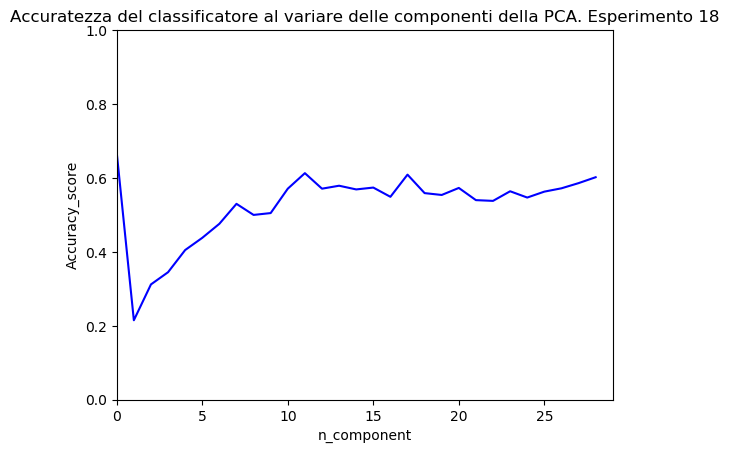 Accuratezza del classificatore al variare delle componenti della PCA. Esperimento 18
1.0
0.8
0.6
0.4
0.2
0.0
Accuracy_score
0 5 10 15 20 25
n_component